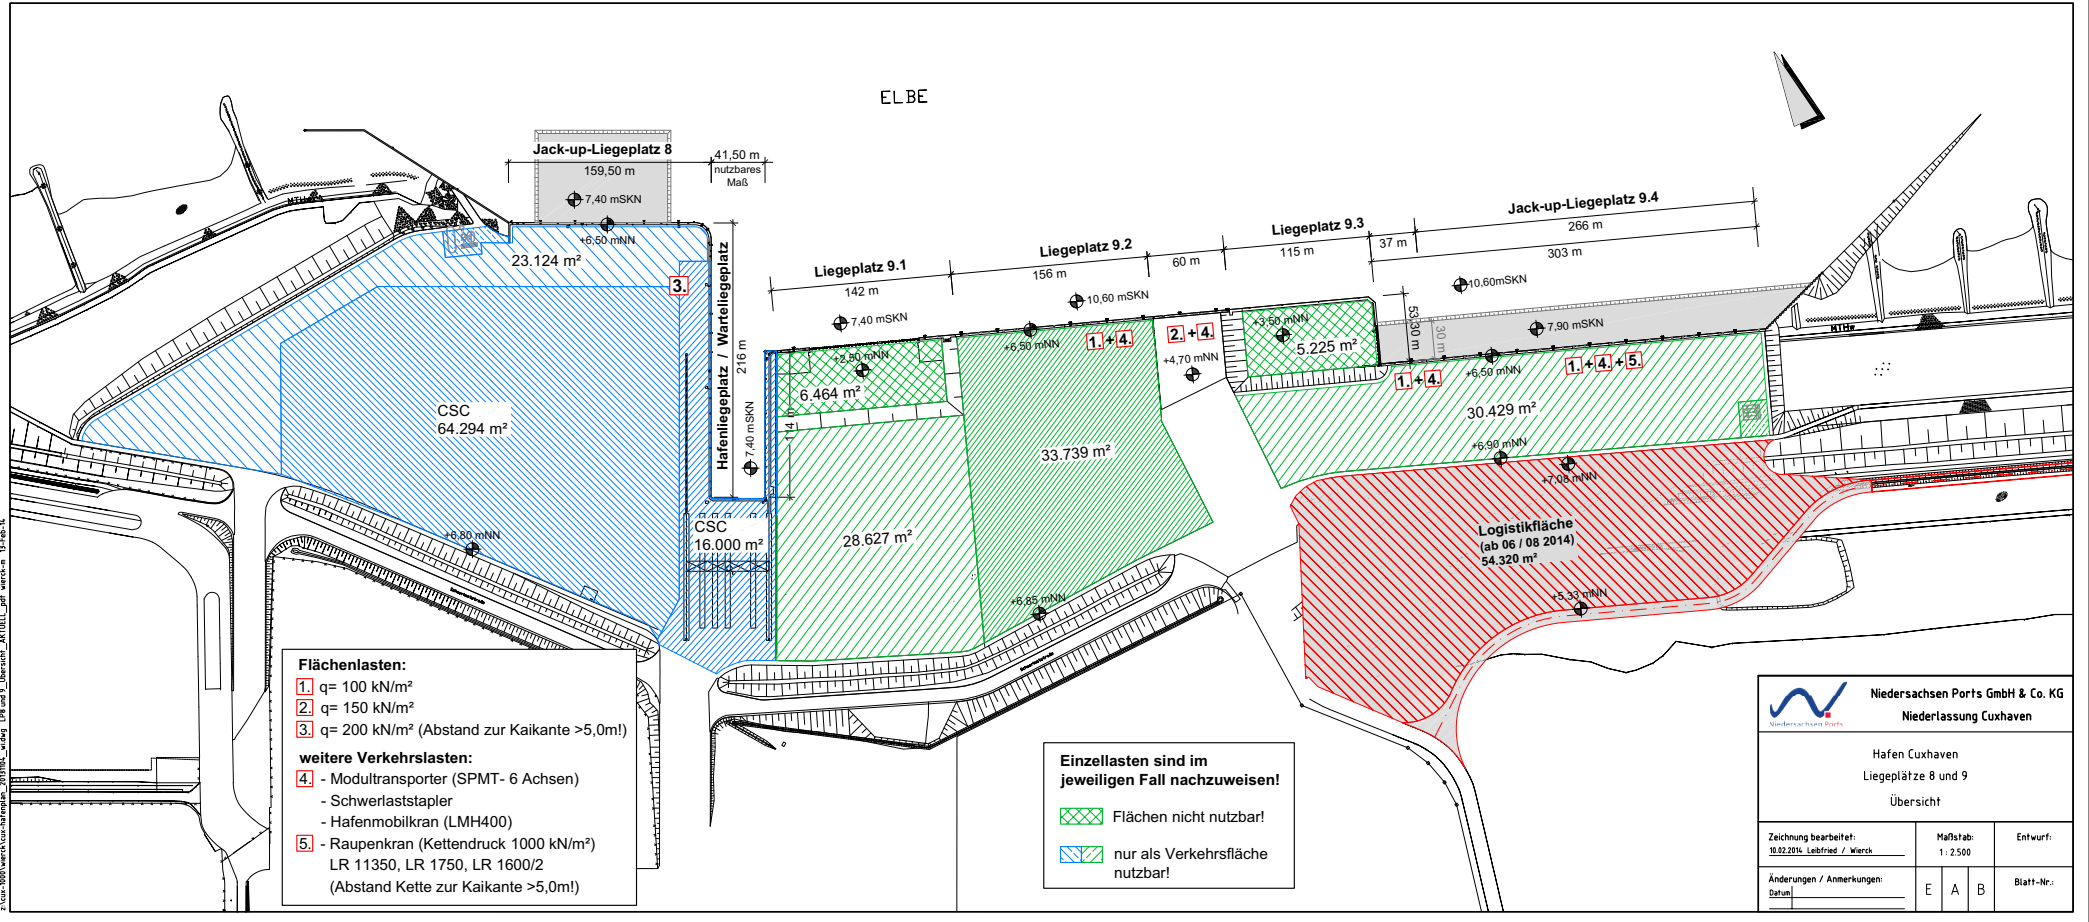 ELBE
Jack-up-Liegeplatz 8
159,50 m
41,50 m
nutzbares
Maß
7,40 mSKN
+6,50 mNN
23.124 m²
MTHw
3.
Hafenliegeplatz / Warteliegeplatz
216 m
7,40 mSKN
114 m
CSC
64.294 m²
CSC
16.000 m²
+6,80 mNN
Liegeplatz 9.1
142 m
7,40 mSKN
+2,50 mNN
6.464 m²
Liegeplatz 9.2
156 m
10,60 mSKN
+6,50 mNN
1. + 4.
60 m
2. + 4.
+4,70 mNN
Liegeplatz 9.3
115 m
+3,50 mNN
5.225 m²
37 m
Jack-up-Liegeplatz 9.4
266 m
303 m
10,60mSKN
7,90 mSKN
53,30 m
30 m
MTHw
1. + 4.
+6,50 mNN
1. + 4. + 5.
30.429 m²
33.739 m²
28.627 m²
+6,85 mNN
+6,90 mNN
+7,08 mNN
Logistikfläche
(ab 06 / 08 2014)
54.320 m²
+5,33 mNN
Flächenlasten:
1. q= 100 kN/m²
2. q= 150 kN/m²
3. q= 200 kN/m² (Abstand zur Kaikante >5,0m!)
weitere Verkehrslasten:
4. - Modultransporter (SPMT- 6 Achsen)
- Schwerlaststapler
- Hafenmobilkran (LMH400)
5. - Raupenkran (Kettendruck 1000 kN/m²)
LR 11350, LR 1750, LR 1600/2
(Abstand Kette zur Kaikante >5,0m!)
Einzellasten sind im
jeweiligen Fall nachzuweisen!
Flächen nicht nutzbar!
nur als Verkehrsfläche
nutzbar!
Niedersachsen Ports
Niedersachsen Ports GmbH & Co. KG
Niederlassung Cuxhaven
Hafen Cuxhaven
Liegeplätze 8 und 9
Übersicht
Zeichnung bearbeitet:
10.02.2014 Leibfried / Wierck
Maßstab:
1 : 2.500
Entwurf:
Änderungen / Anmerkungen:
Datum
E A B
Blatt-Nr.: